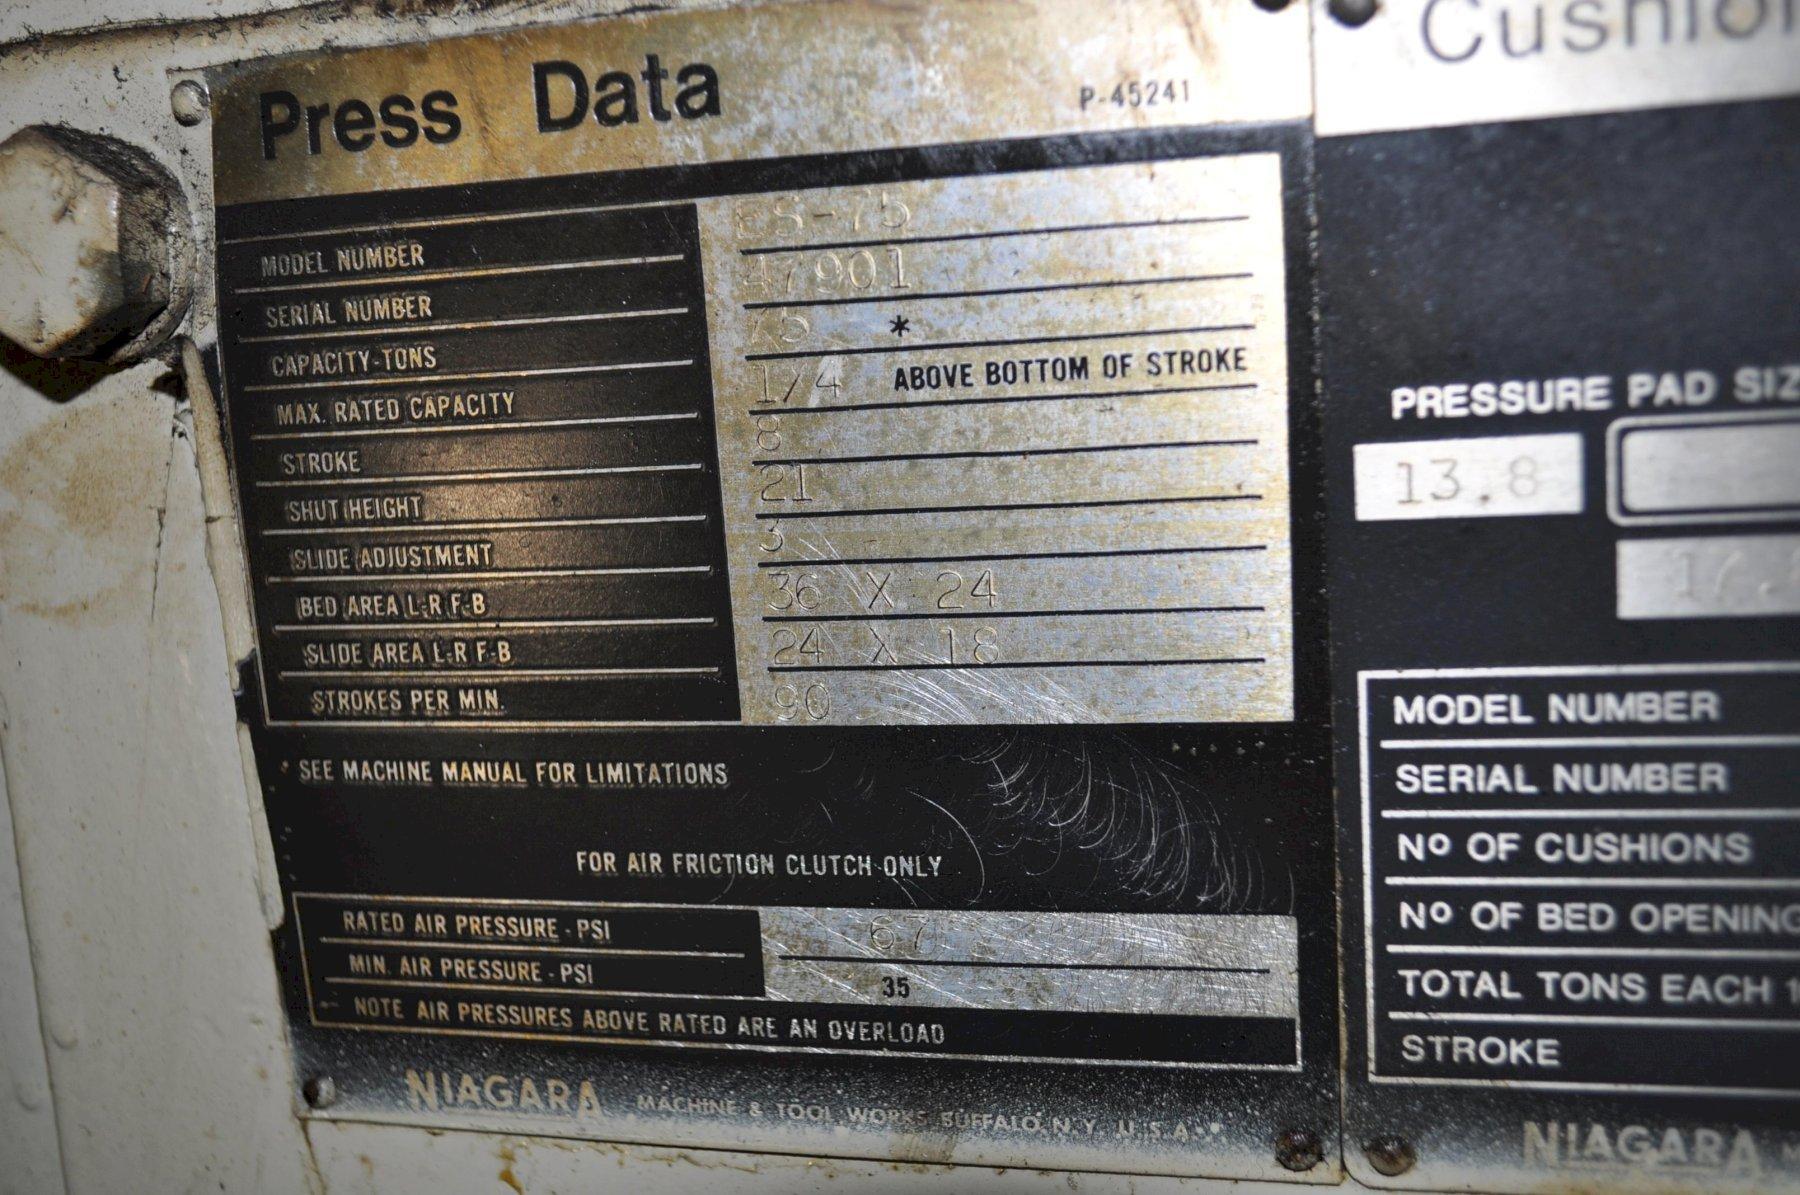 Press Data P-45241
MODEL NUMBER ES-75
SERIAL NUMBER 47901
CAPACITY-TONS 75 *
MAX. RATED CAPACITY 1/4 ABOVE BOTTOM OF STROKE
STROKE 8
SHUT HEIGHT 21
SLIDE ADJUSTMENT 3
BED AREA L-R F-B 36 X 24
SLIDE AREA L-R F-B 24 X 18
STROKES PER MIN. 90
* SEE MACHINE MANUAL FOR LIMITATIONS
FOR AIR FRICTION CLUTCH ONLY
RATED AIR PRESSURE - PSI 67
MIN. AIR PRESSURE - PSI 35
NOTE AIR PRESSURES ABOVE RATED ARE AN OVERLOAD
NIAGARA MACHINE & TOOL WORKS BUFFALO, N.Y. U.S.A.
Cushion
PRESSURE PAD SIZ
13.8
MODEL NUMBER
SERIAL NUMBER
Nº OF CUSHIONS
Nº OF BED OPENING
TOTAL TONS EACH 1
STROKE
NIAGARA